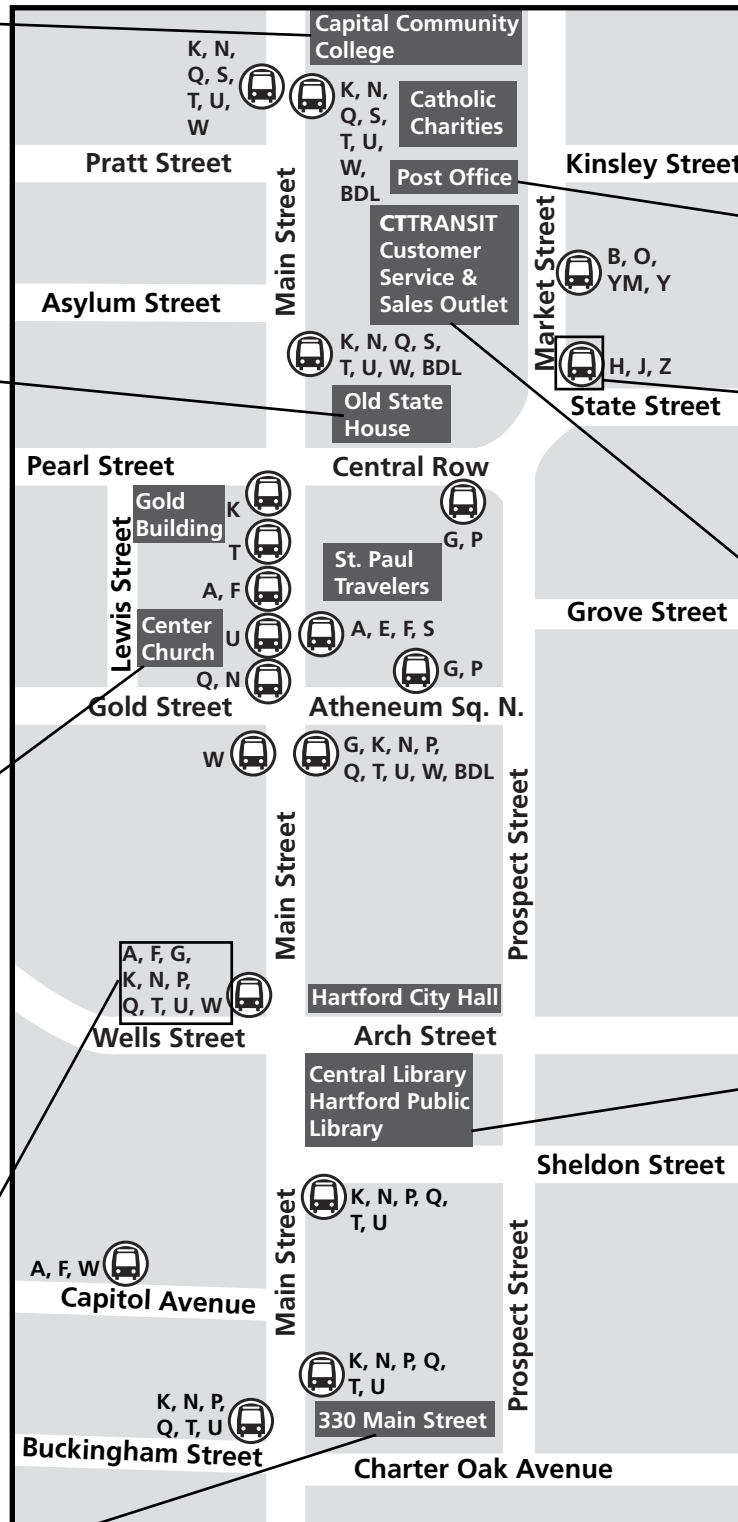 Capital Community
College
K, N,
Q, S,
T, U,
W
K, N,
Q, S,
T, U,
W,
BDL
Catholic
Charities
Pratt Street
Post Office
Kinsley Street
Main Street
CTTRANSIT
Customer
Service &
Sales Outlet
Market Street
B, O,
YM, Y
Asylum Street
K, N, Q, S,
T, U, W, BDL
H, J, Z
Old State
House
State Street
Pearl Street
Central Row
Gold
Building
K
T
A, F
U
Q, N
Lewis Street
Center
Church
G, P
St. Paul
Travelers
A, E, F, S
G, P
Grove Street
Gold Street
Atheneum Sq. N.
W
G, K, N, P,
Q, T, U, W, BDL
Main Street
Prospect Street
A, F, G,
K, N, P,
Q, T, U, W
Hartford City Hall
Wells Street
Arch Street
Central Library
Hartford Public
Library
Sheldon Street
Main Street
K, N, P, Q,
T, U
Prospect Street
A, F, W
Capitol Avenue
K, N, P, Q,
T, U
K, N, P,
Q, T, U
330 Main Street
Buckingham Street
Charter Oak Avenue